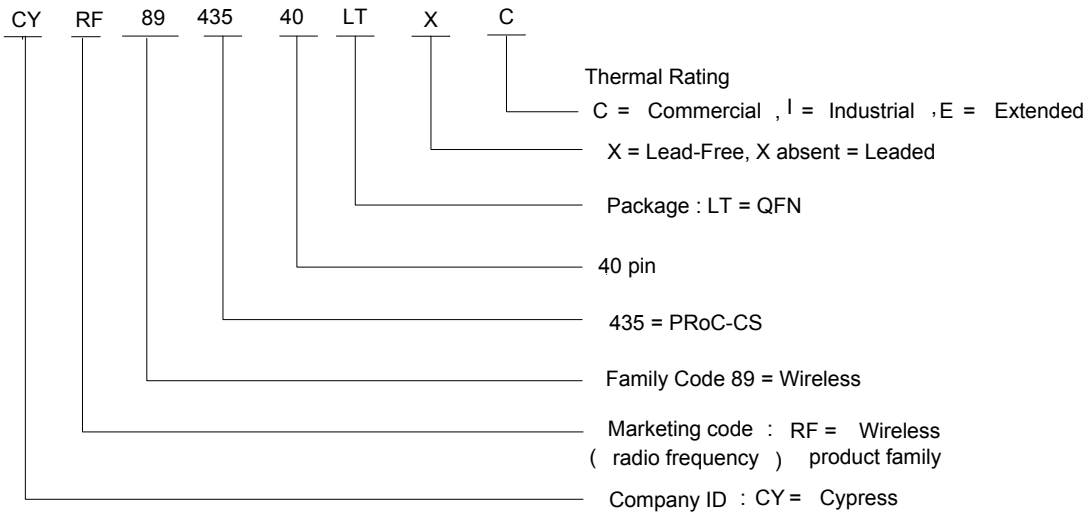 CY RF 89 435 40 LT X C
Thermal Rating
C = Commercial , I = Industrial , E = Extended
X = Lead-Free, X absent = Leaded
Package : LT = QFN
40 pin
435 = PRoC-CS
Family Code 89 = Wireless
Marketing code : RF = Wireless
( radio frequency ) product family
Company ID : CY = Cypress